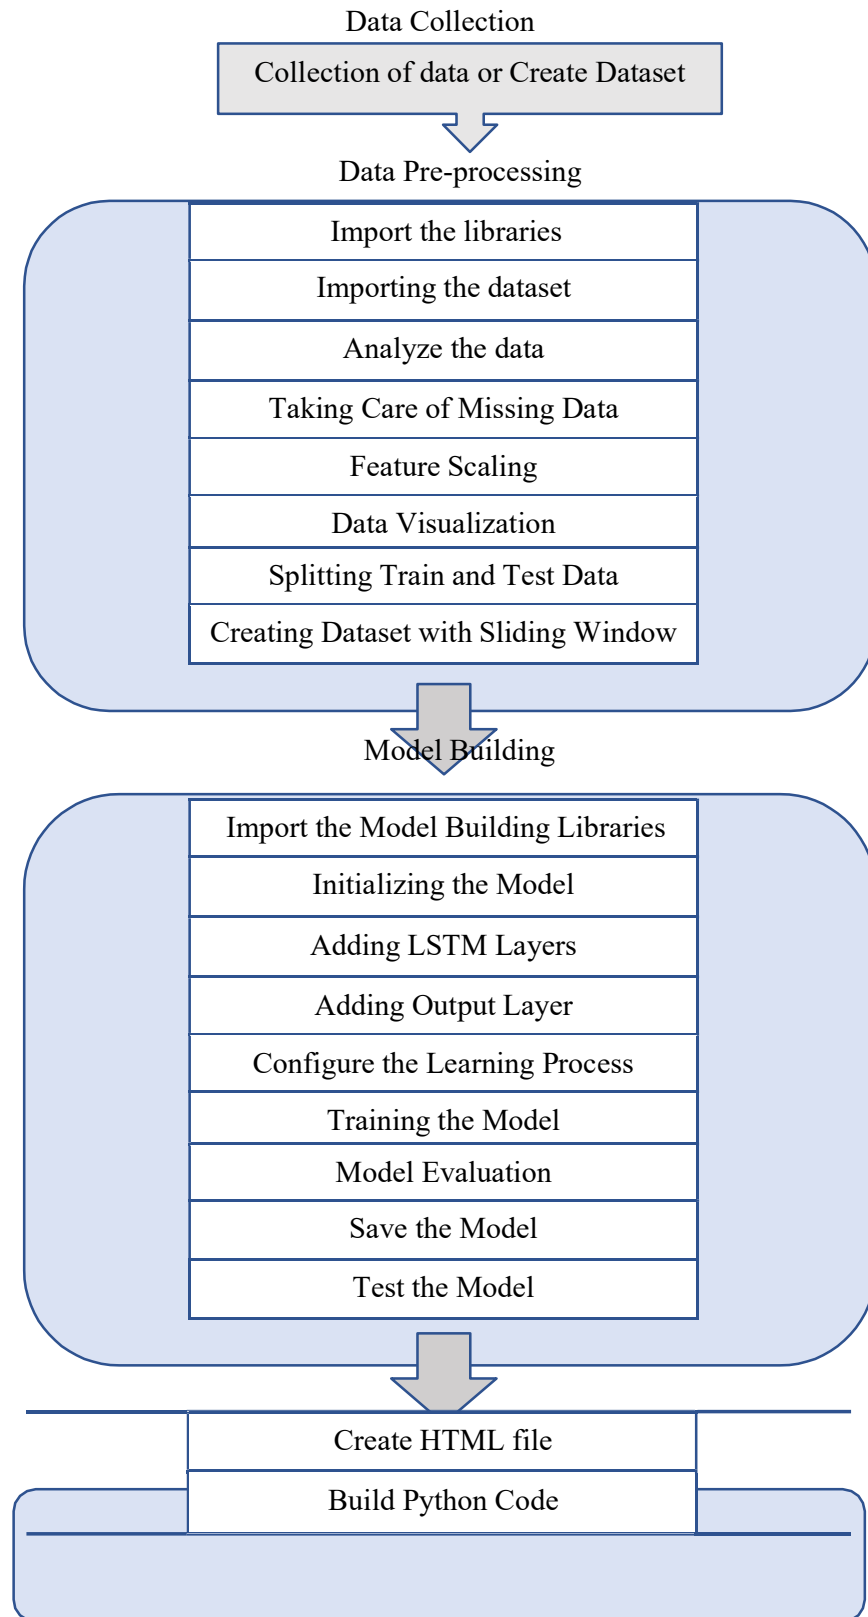 Data Collection
Collection of data or Create Dataset
Data Pre-processing
Import the libraries
Importing the dataset
Analyze the data
Taking Care of Missing Data
Feature Scaling
Data Visualization
Splitting Train and Test Data
Creating Dataset with Sliding Window
Model Building
Import the Model Building Libraries
Initializing the Model
Adding LSTM Layers
Adding Output Layer
Configure the Learning Process
Training the Model
Model Evaluation
Save the Model
Test the Model
Create HTML file
Build Python Code